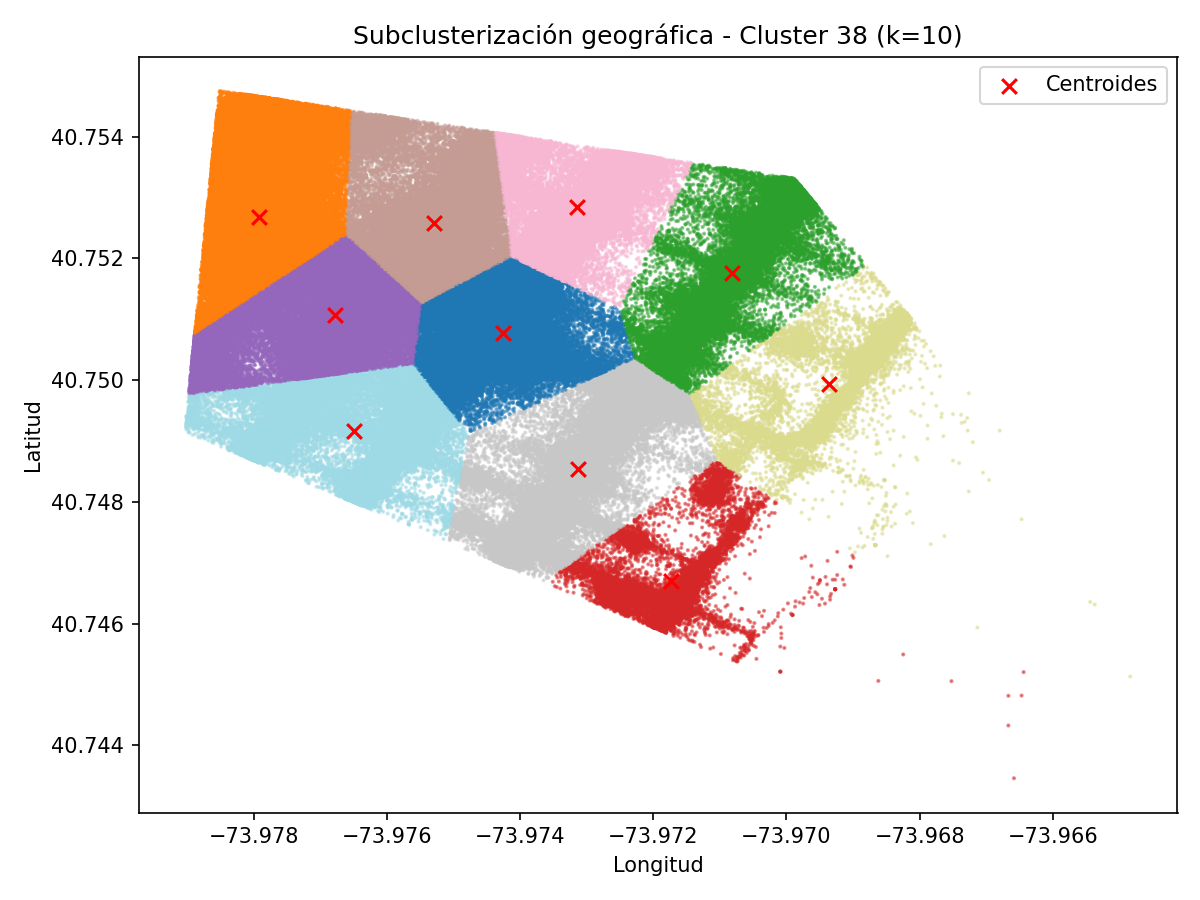 Subclusterización geográfica - Cluster 38 (k=10)
Centroides
40.754
40.752
40.750
40.748
40.746
40.744
Latitud
−73.978 −73.976 −73.974 −73.972 −73.970 −73.968 −73.966
Longitud